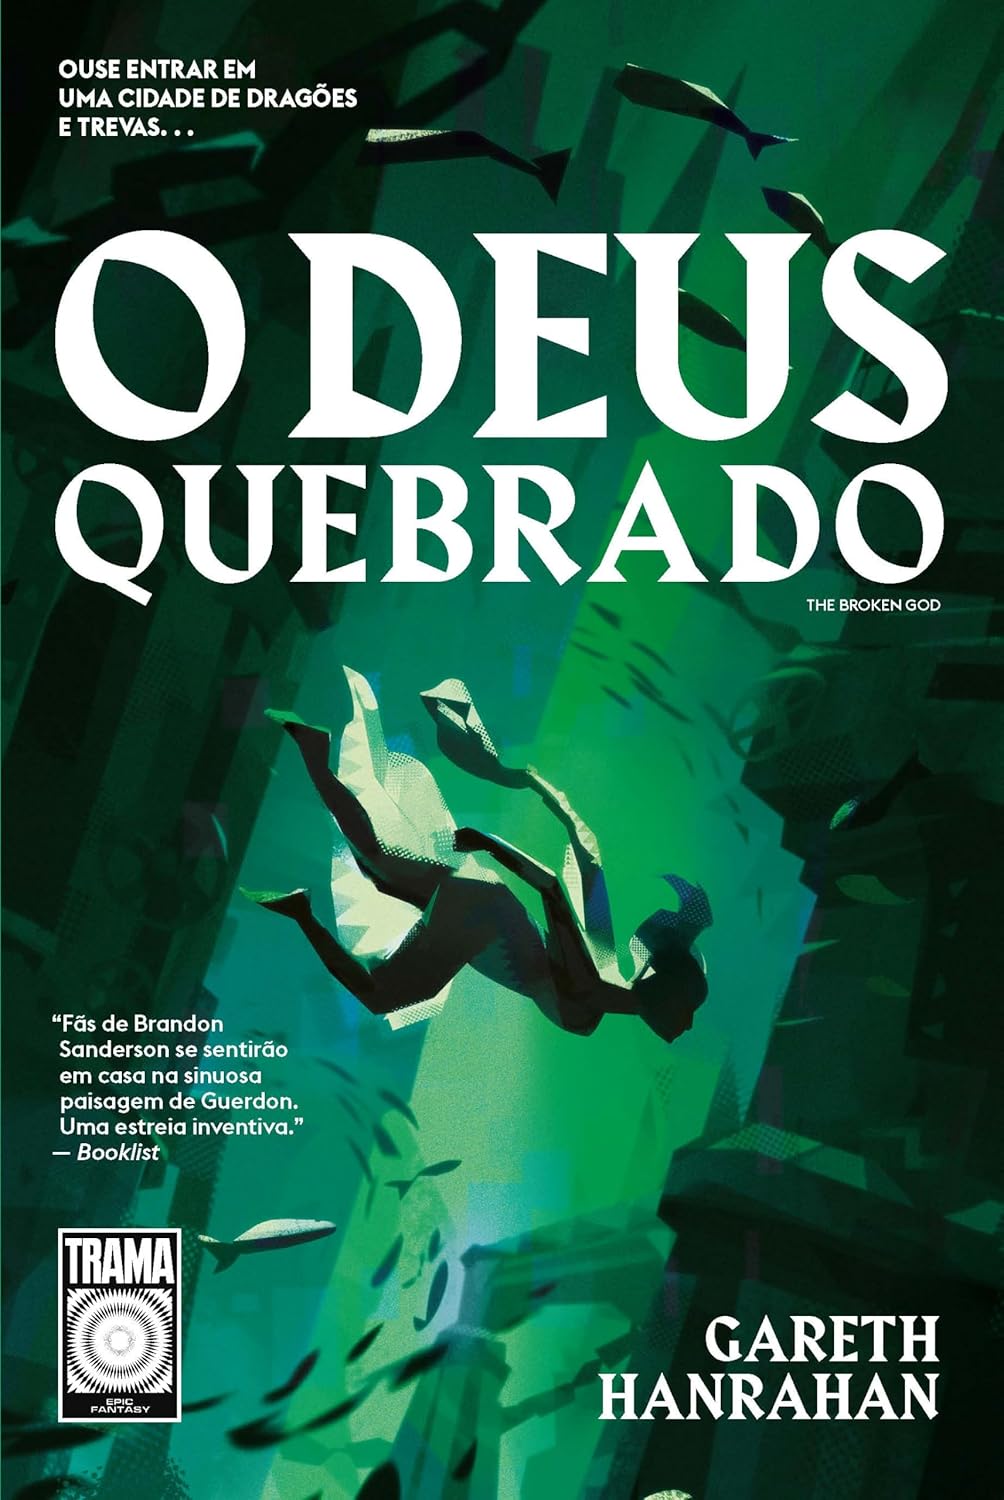 OUSE ENTRAR EM
UMA CIDADE DE DRAGÕES
E TREVAS...
O DEUS
QUEBRADO
THE BROKEN GOD
“Fãs de Brandon
Sanderson se sentirão
em casa na sinuosa
paisagem de Guerdon.
Uma estreia inventiva.”
— Booklist
TRAMA
EPIC
FANTASY
GARETH
HANRAHAN